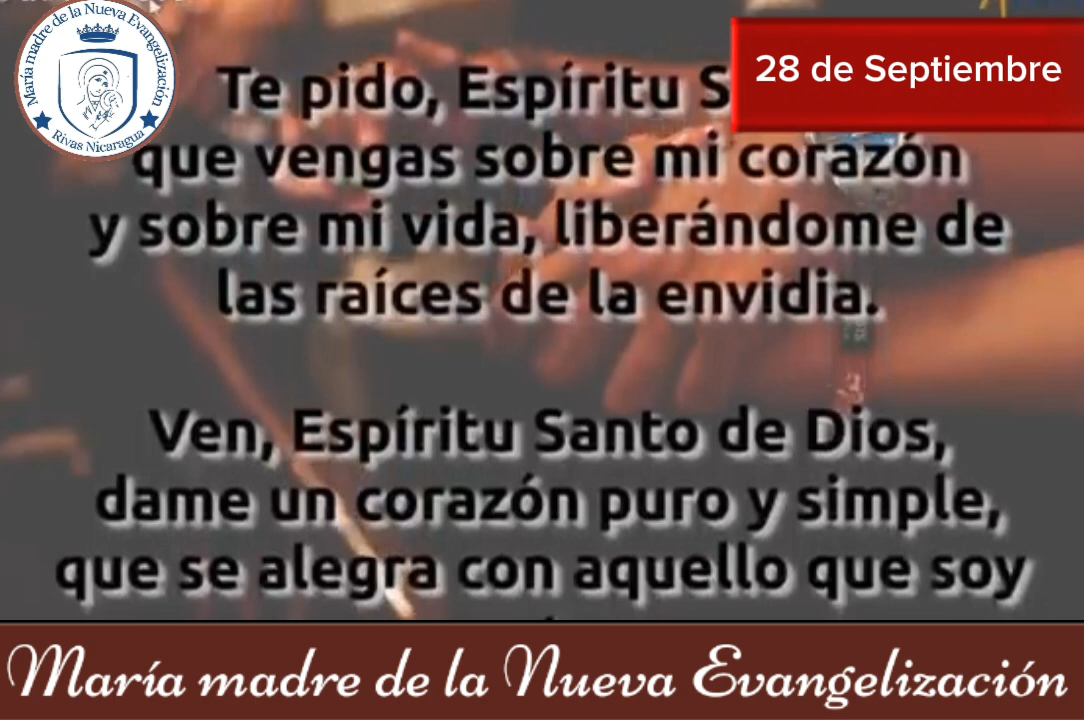 María madre de la Nueva Evangelización
Rivas Nicaragua
28 de Septiembre
Te pido, Espíritu S
que vengas sobre mi corazón
y sobre mi vida, liberándome de
las raíces de la envidia.
Ven, Espíritu Santo de Dios,
dame un corazón puro y simple,
que se alegra con aquello que soy
María madre de la Nueva Evangelización